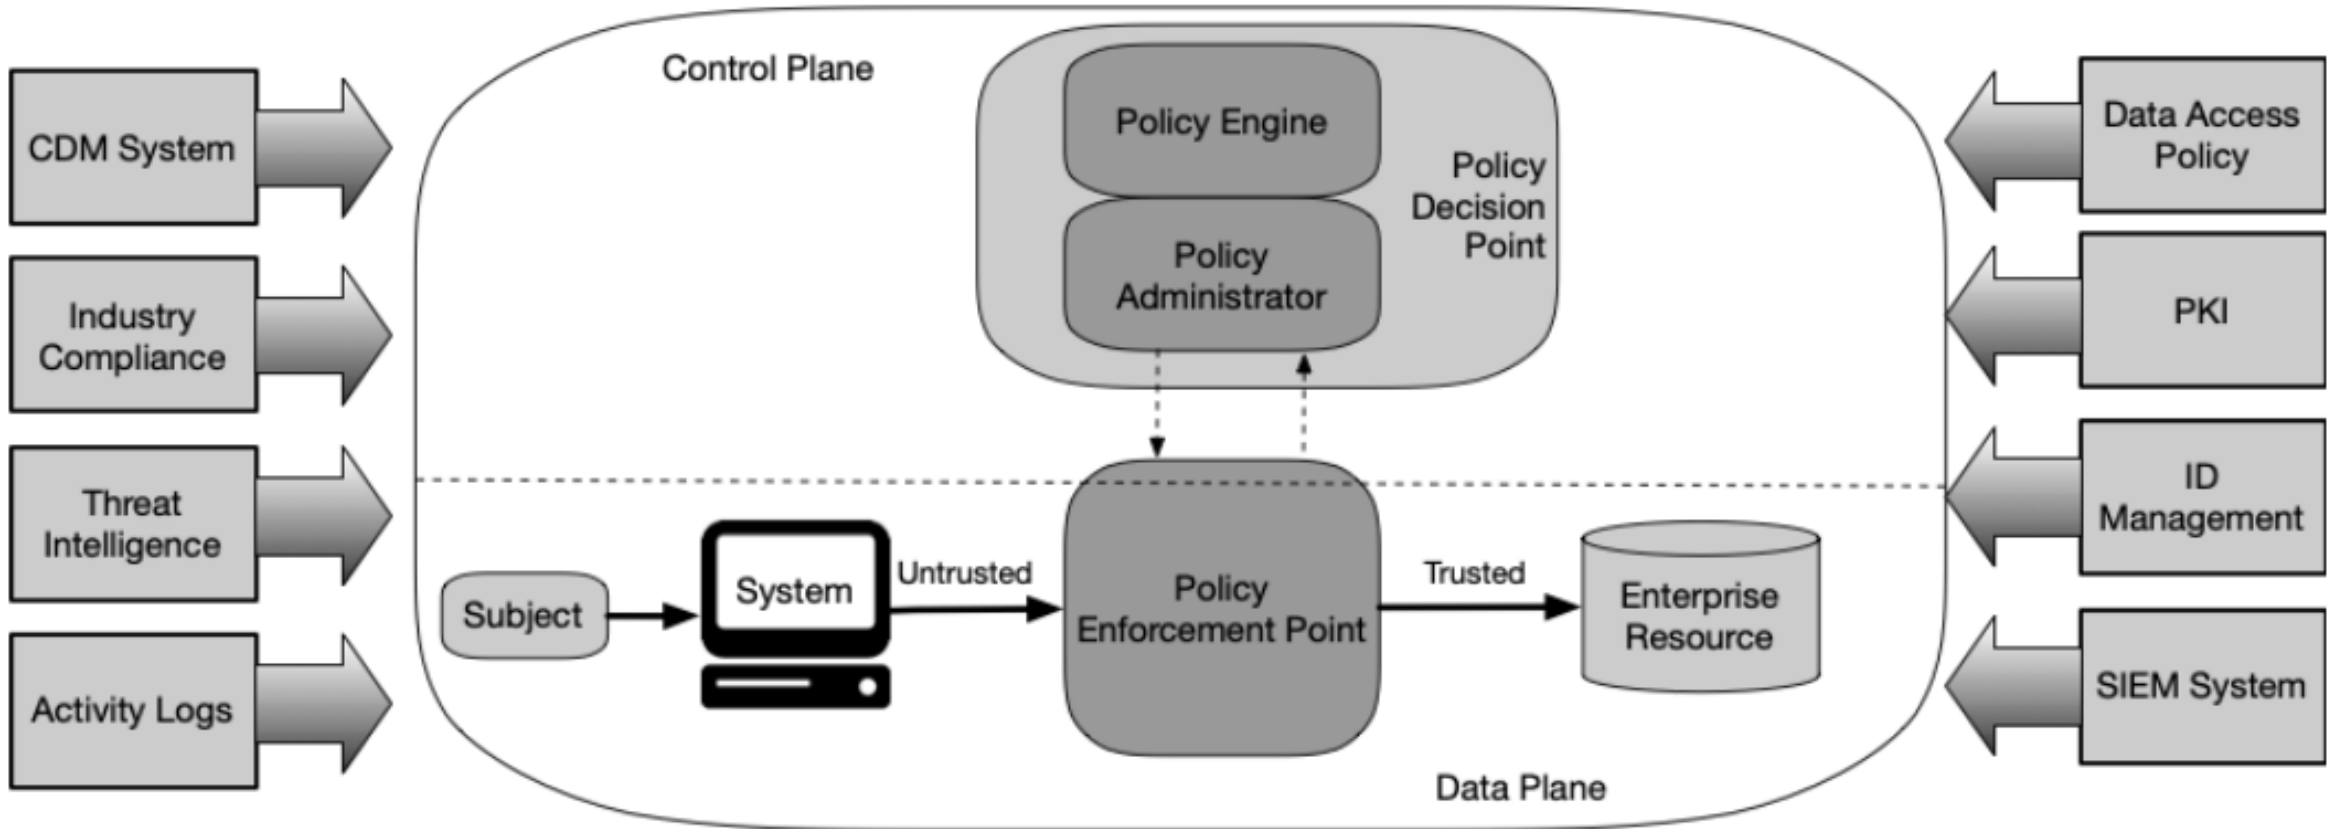 Control Plane
CDM System
Industry
Compliance
Threat
Intelligence
Activity Logs
Policy Engine
Policy
Administrator
Policy
Decision
Point
Subject
System
Untrusted
Policy
Enforcement Point
Trusted
Enterprise
Resource
Data Plane
Data Access
Policy
PKI
ID
Management
SIEM System